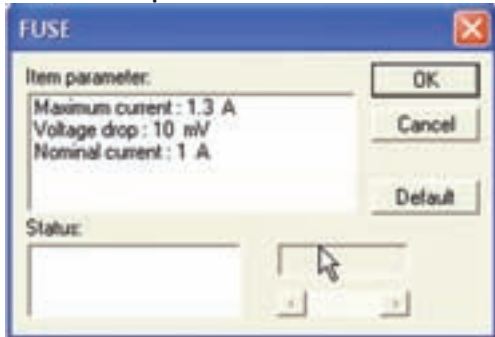 FUSE
Item parameter:
OK
Maximum current : 1.3 A
Voltage drop : 10 mV
Nominal current : 1 A
Cancel
Default
Status: